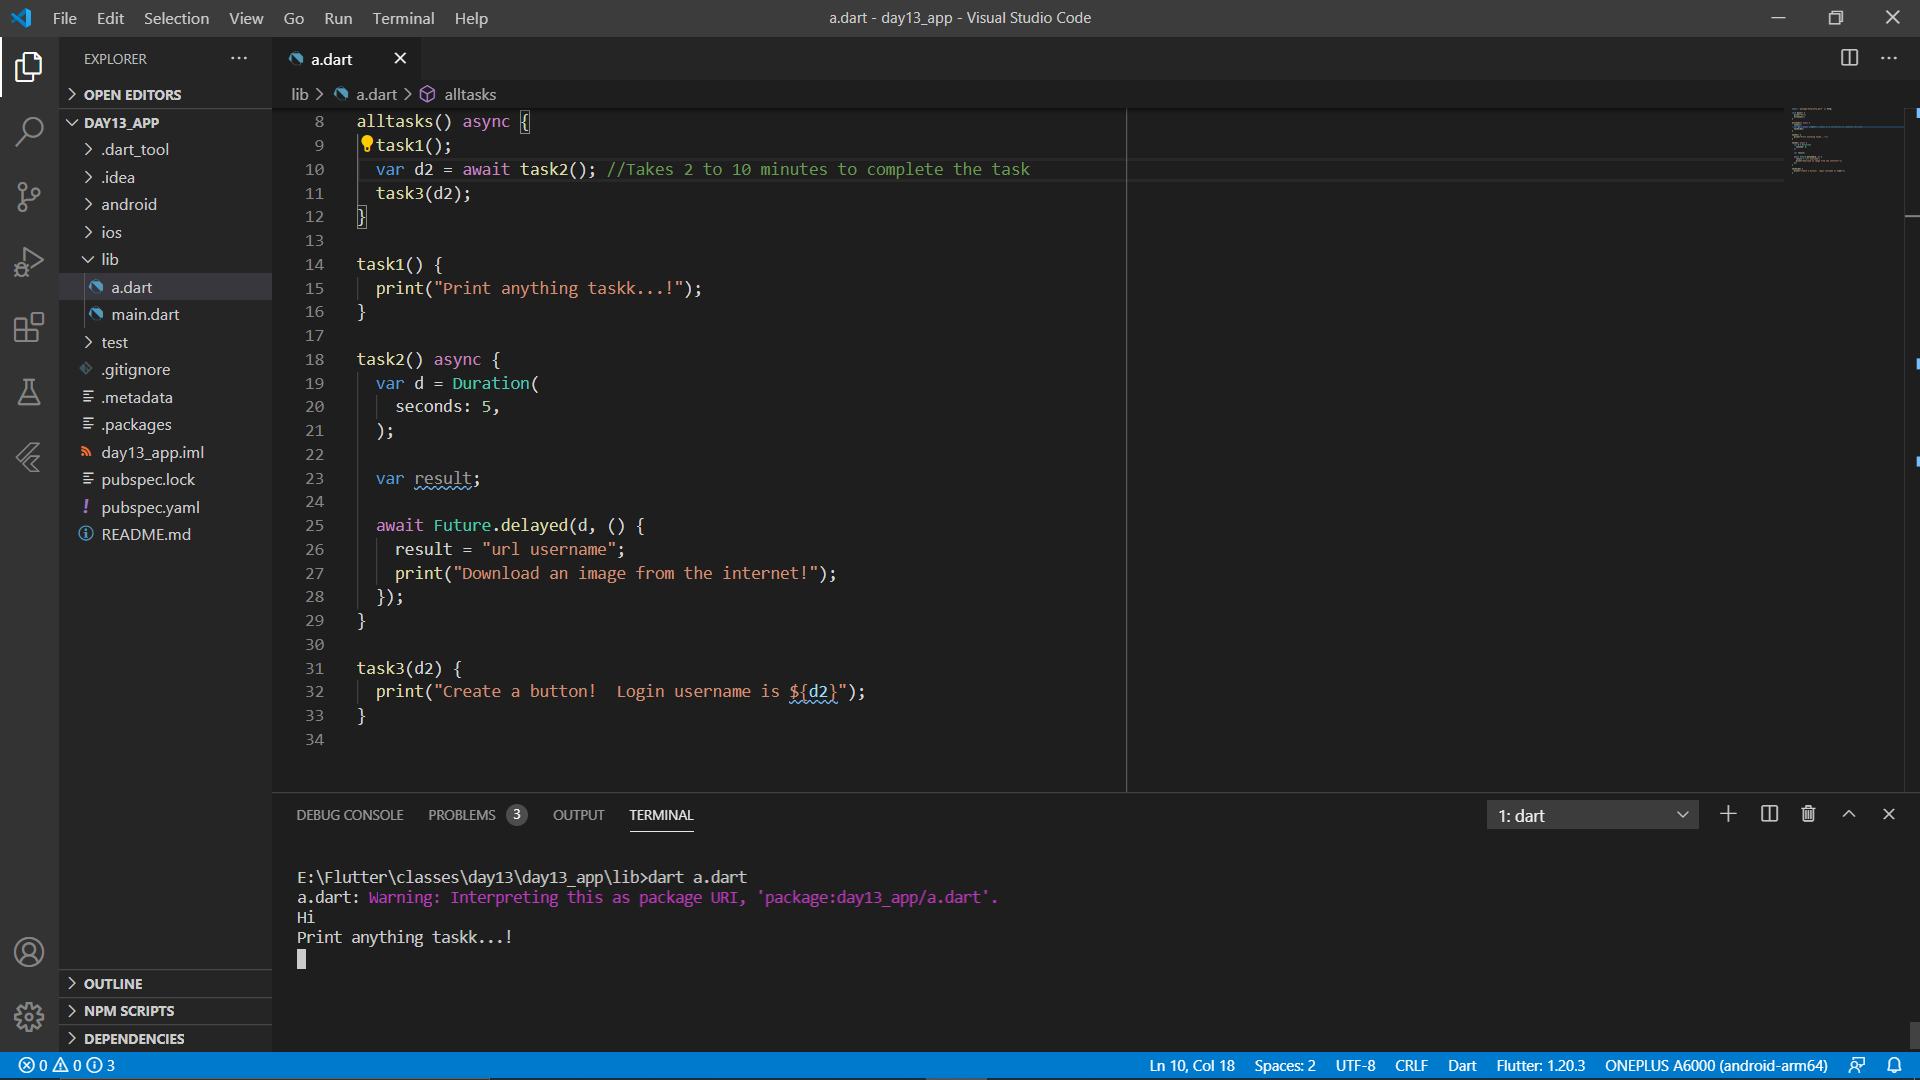 File Edit Selection View Go Run Terminal Help
a.dart - day13_app - Visual Studio Code
EXPLORER
OPEN EDITORS
DAY13_APP
.dart_tool
.idea
android
ios
lib
a.dart
main.dart
test
.gitignore
.metadata
.packages
day13_app.iml
pubspec.lock
pubspec.yaml
README.md
OUTLINE
NPM SCRIPTS
DEPENDENCIES
a.dart
lib > a.dart > alltasks
8 alltasks() async {
9 task1();
10 var d2 = await task2(); //Takes 2 to 10 minutes to complete the task
11 task3(d2);
12 }
13
14 task1() {
15 print("Print anything taskk...!");
16 }
17
18 task2() async {
19 var d = Duration(
20 seconds: 5,
21 );
22
23 var result;
24
25 await Future.delayed(d, () {
26 result = "url username";
27 print("Download an image from the internet!");
28 });
29 }
30
31 task3(d2) {
32 print("Create a button!  Login username is ${d2}");
33 }
34
DEBUG CONSOLE PROBLEMS 3 OUTPUT TERMINAL
1: dart
E:\Flutter\classes\day13\day13_app\lib>dart a.dart
a.dart: Warning: Interpreting this as package URI, 'package:day13_app/a.dart'.
Hi
Print anything taskk...!
0 0 3
Ln 10, Col 18 Spaces: 2 UTF-8 CRLF Dart Flutter: 1.20.3 ONEPLUS A6000 (android-arm64)